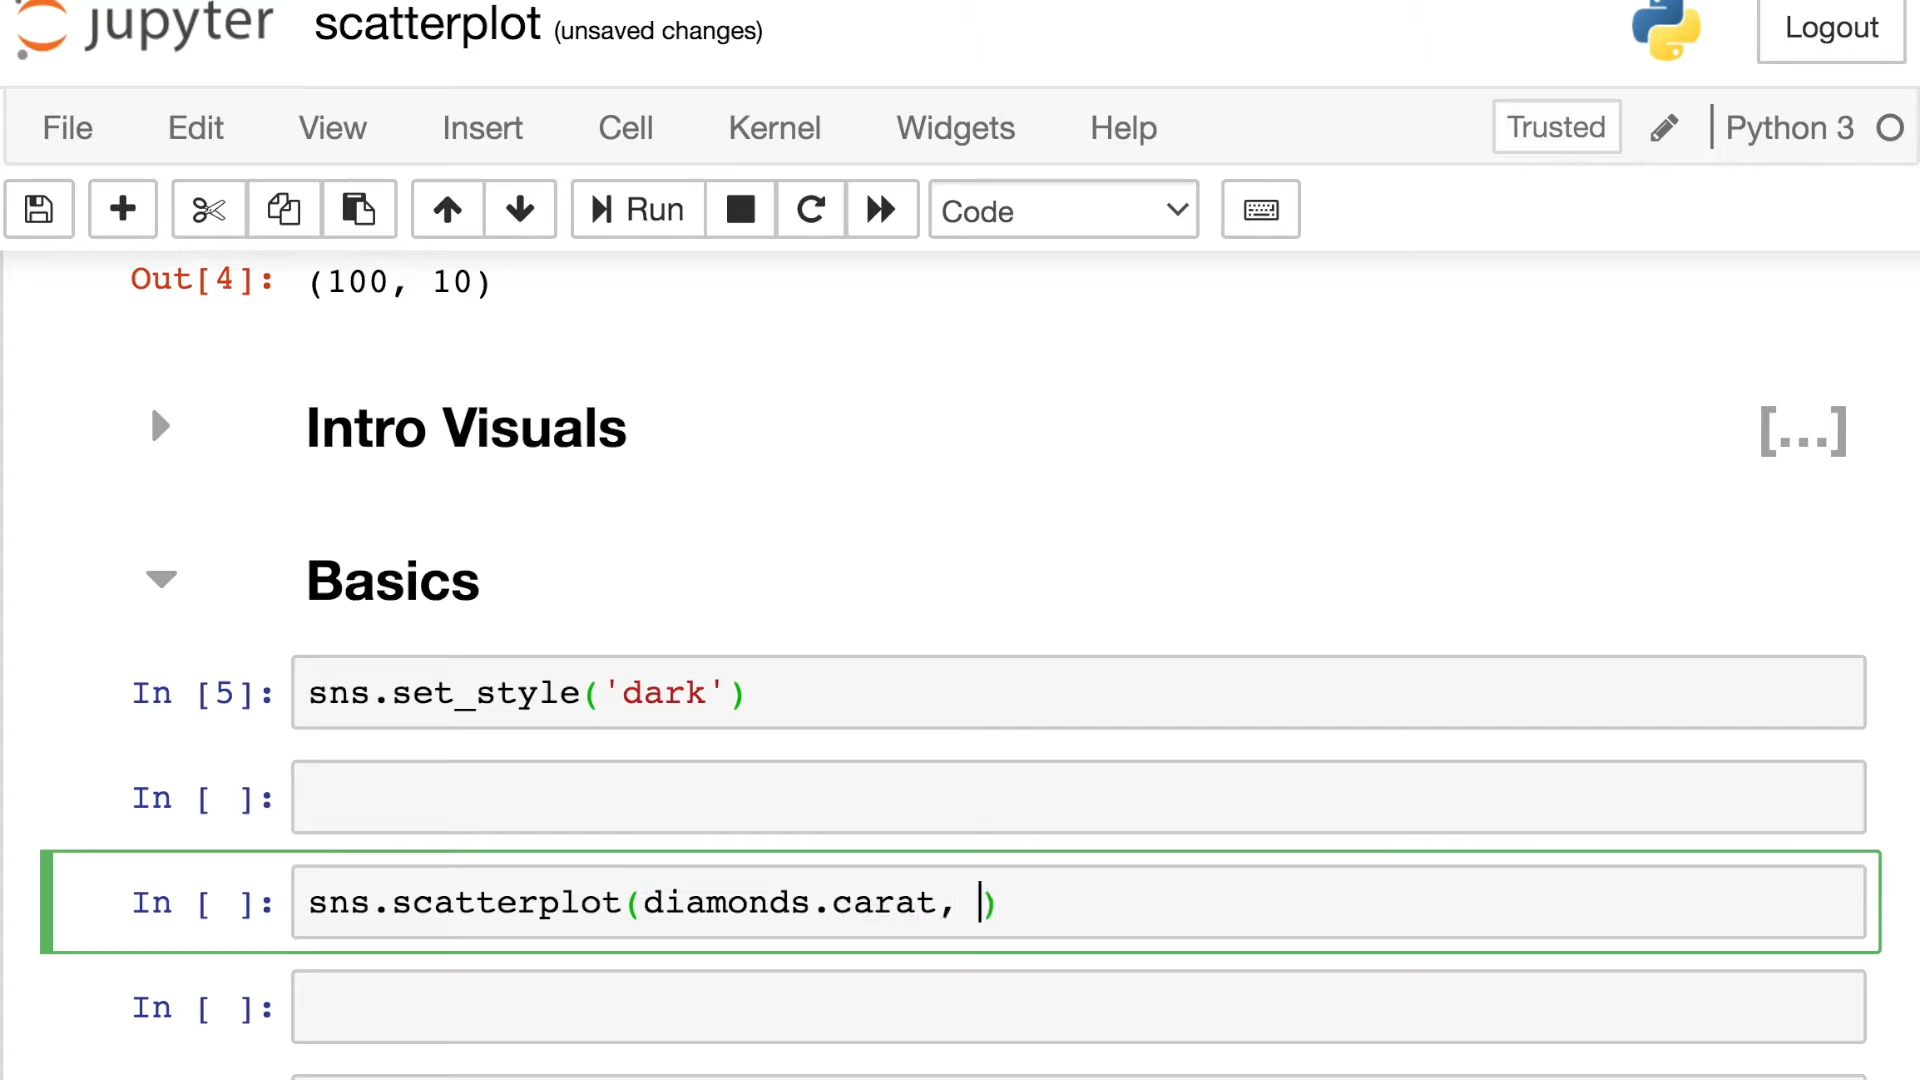 jupyter scatterplot (unsaved changes) Logout
File Edit View Insert Cell Kernel Widgets Help Trusted Python 3
Run Code
Out[4]: (100, 10)
Intro Visuals [...]
Basics
In [5]: sns.set_style('dark')
In [ ]:
In [ ]: sns.scatterplot(diamonds.carat, )
In [ ]: